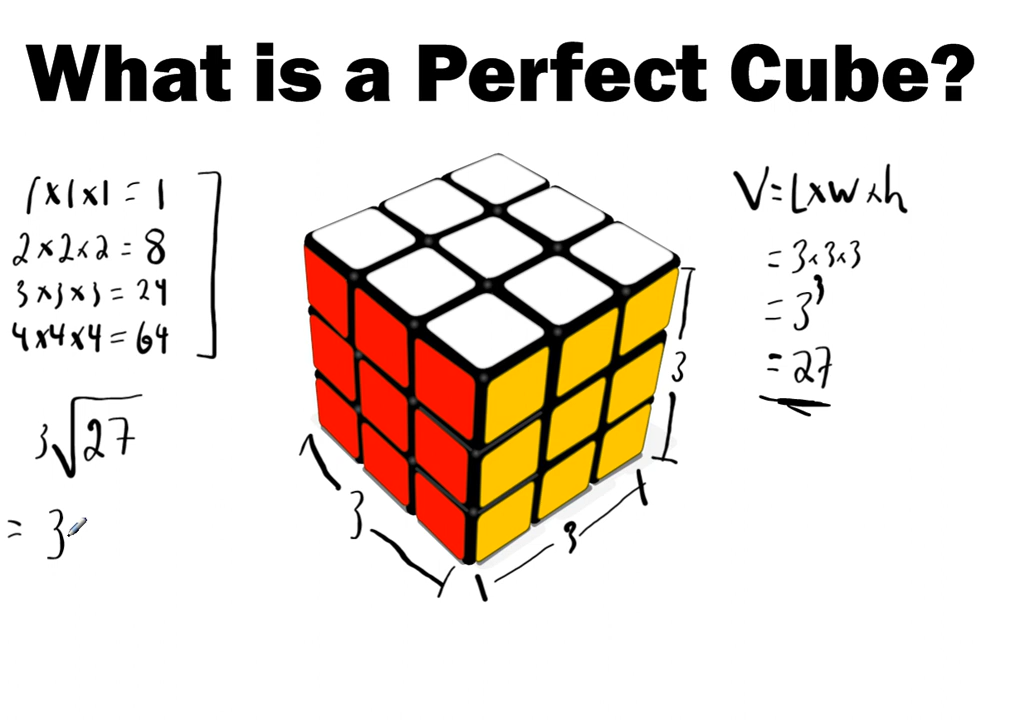 What is a Perfect Cube?
1x1x1 = 1
2x2x2 = 8
3x3x3 = 24
4x4x4 = 64
³√27
= 3
3
3
3
V = Lxwxh
= 3x3x3
= 3³
= 27